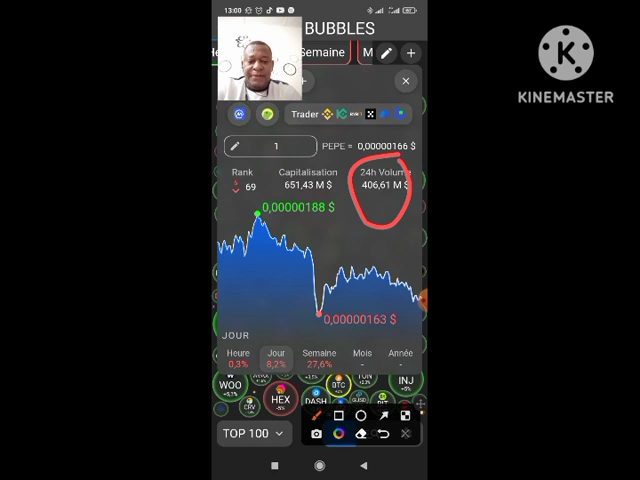 13:00
BUBBLES
Semaine
M
Trader
1
PEPE = 0,00000166 $
Rank
Capitalisation
24h Volume
69
651,43 M $
406,61 M $
0,00000188 $
0,00000163 $
JOUR
Heure
Jour
Semaine
Mois
Année
0,3%
8,2%
27,6%
-
-
WOO
HEX
DASH
BTC
TON
INJ
CRV
TOP 100
KINEMASTER